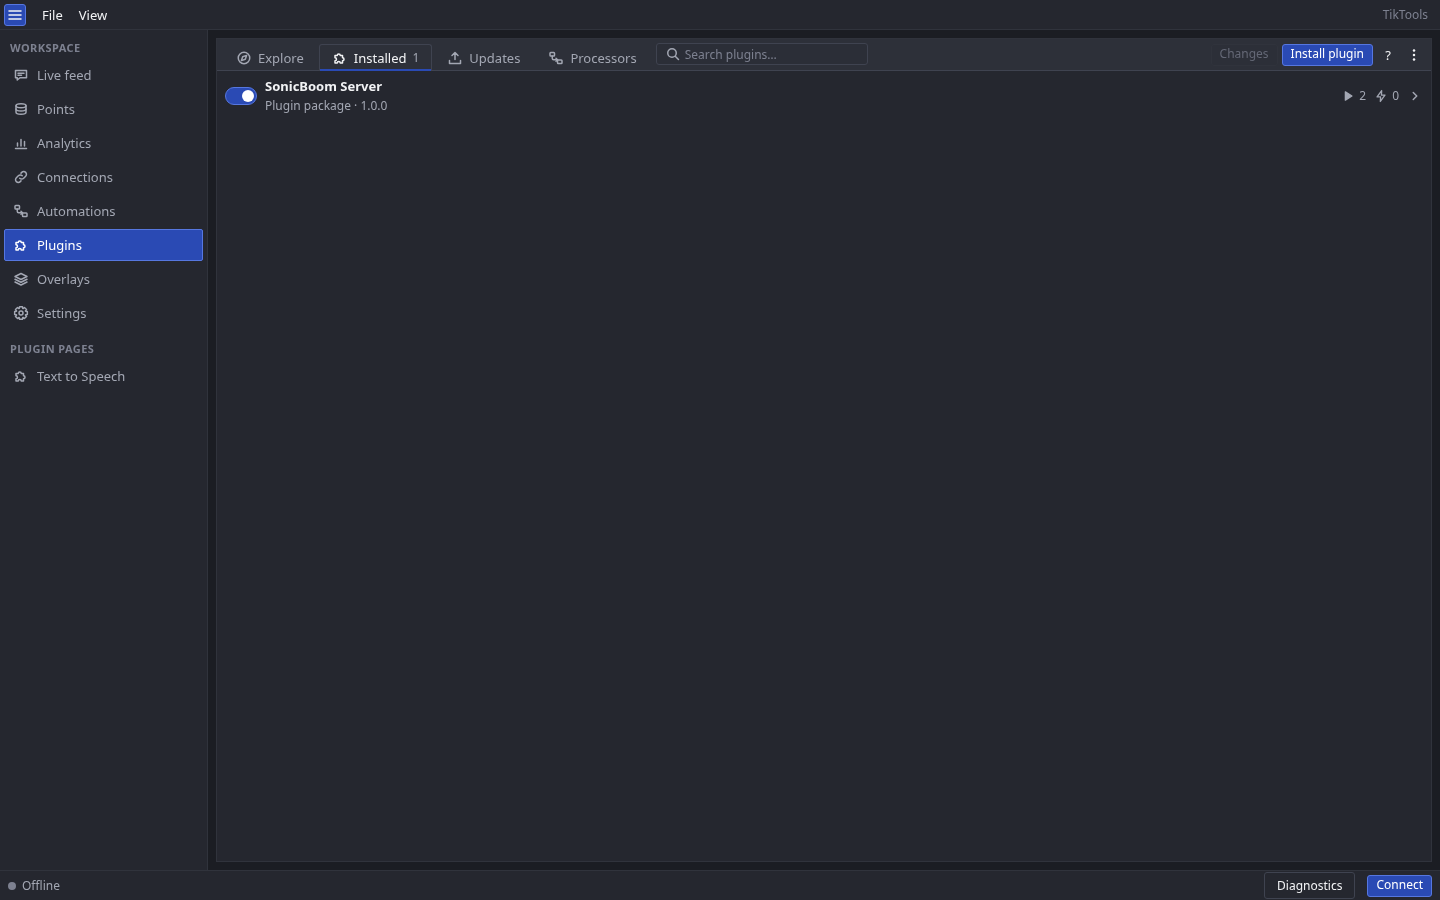 File View TikTools
WORKSPACE
Live feed
Points
Analytics
Connections
Automations
Plugins
Overlays
Settings
PLUGIN PAGES
Text to Speech
Explore Installed 1 Updates Processors Search plugins... Changes Install plugin ?
SonicBoom Server
Plugin package · 1.0.0
2 0
Offline Diagnostics Connect